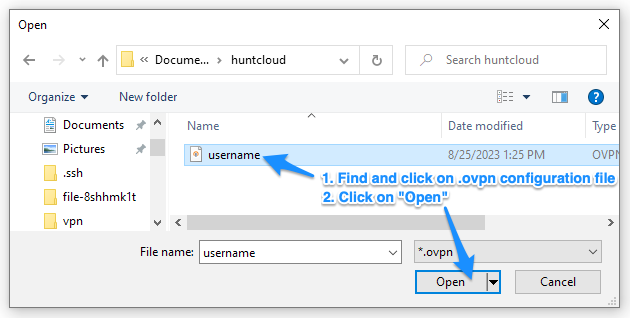 Open
« Docume... › huntcloud
Search huntcloud
Organize New folder
?
Documents
Pictures
.ssh
file-8shhmk1t
vpn
Name Date modified Type
username 8/25/2023 1:25 PM OVPN
1. Find and click on .ovpn configuration file
2. Click on "Open"
File name: username *.ovpn
Open Cancel